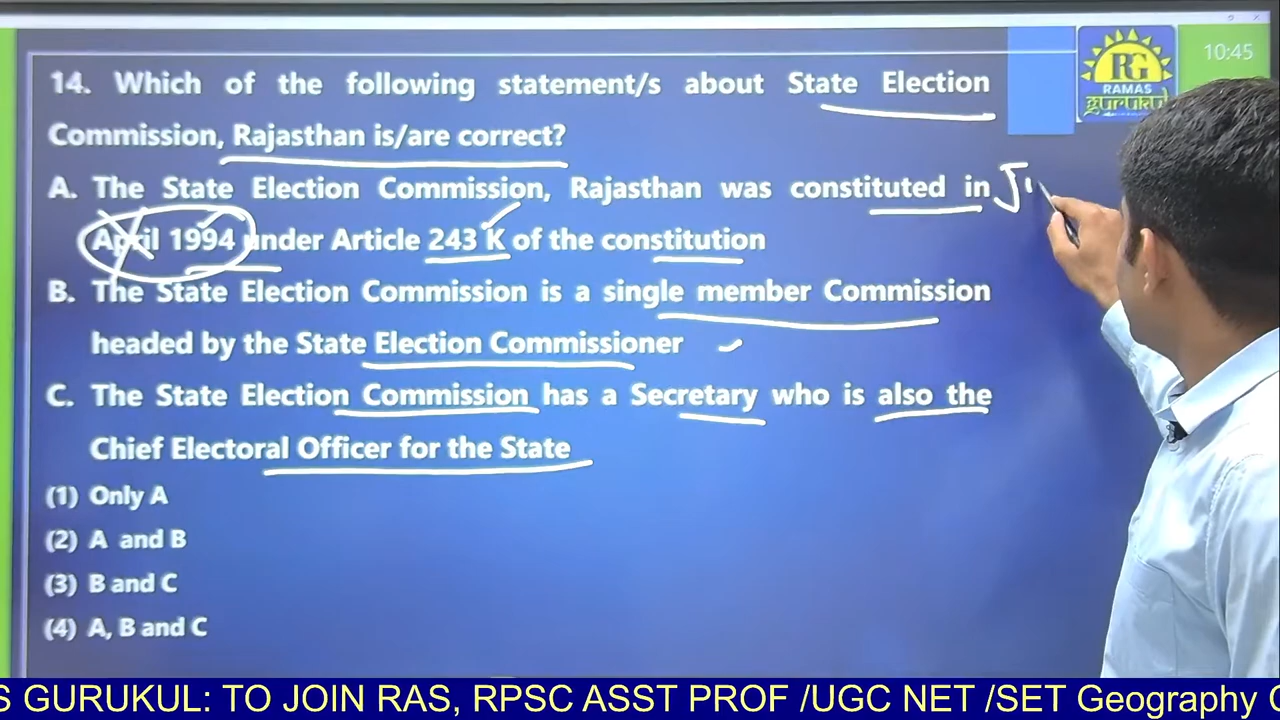 10:45
PG
RAMAS
gurukul
14. Which of the following statement/s about State Election
Commission, Rajasthan is/are correct?
A. The State Election Commission, Rajasthan was constituted in
April 1994 under Article 243 K of the constitution
B. The State Election Commission is a single member Commission
headed by the State Election Commissioner
C. The State Election Commission has a Secretary who is also the
Chief Electoral Officer for the State
(1) Only A
(2) A and B
(3) B and C
(4) A, B and C
S GURUKUL: TO JOIN RAS, RPSC ASST PROF /UGC NET /SET Geography